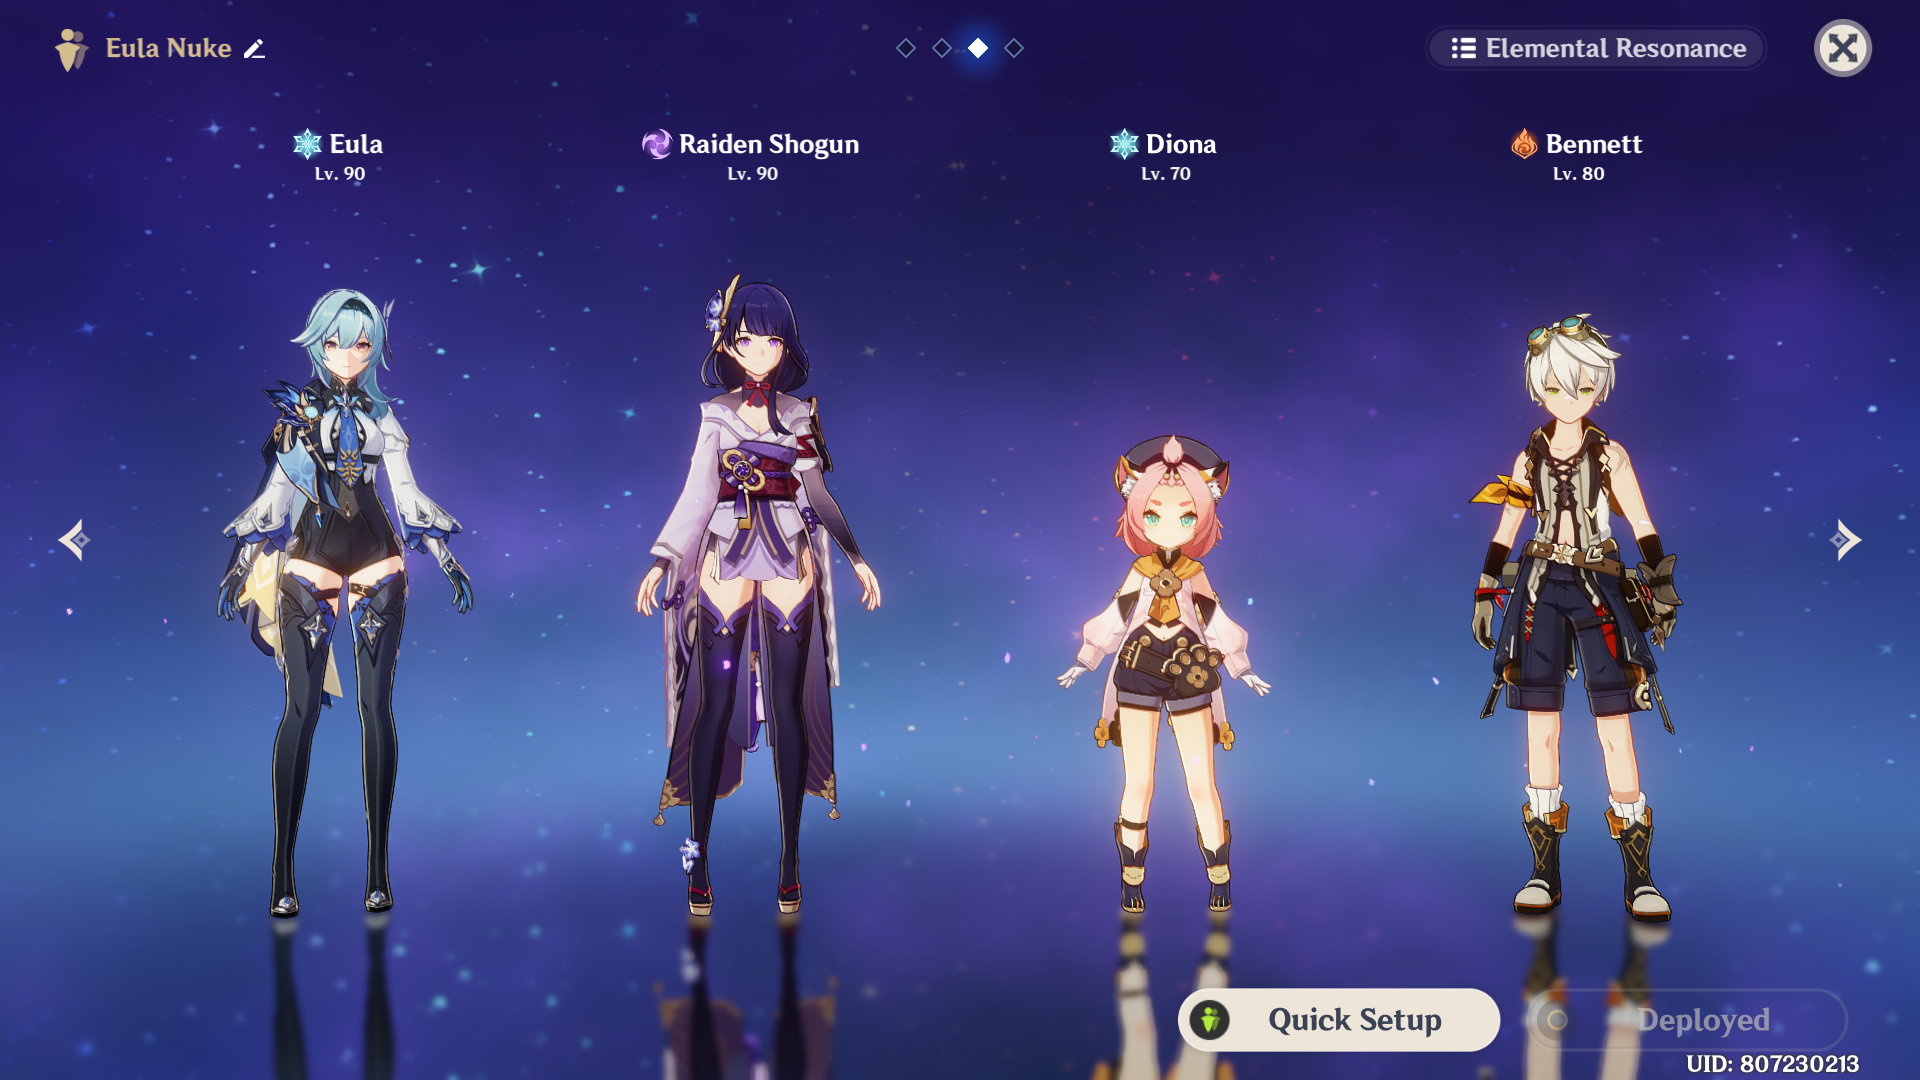 Eula Nuke
Elemental Resonance
Eula
Lv. 90
Raiden Shogun
Lv. 90
Diona
Lv. 70
Bennett
Lv. 80
Quick Setup
Deployed
UID: 807230213